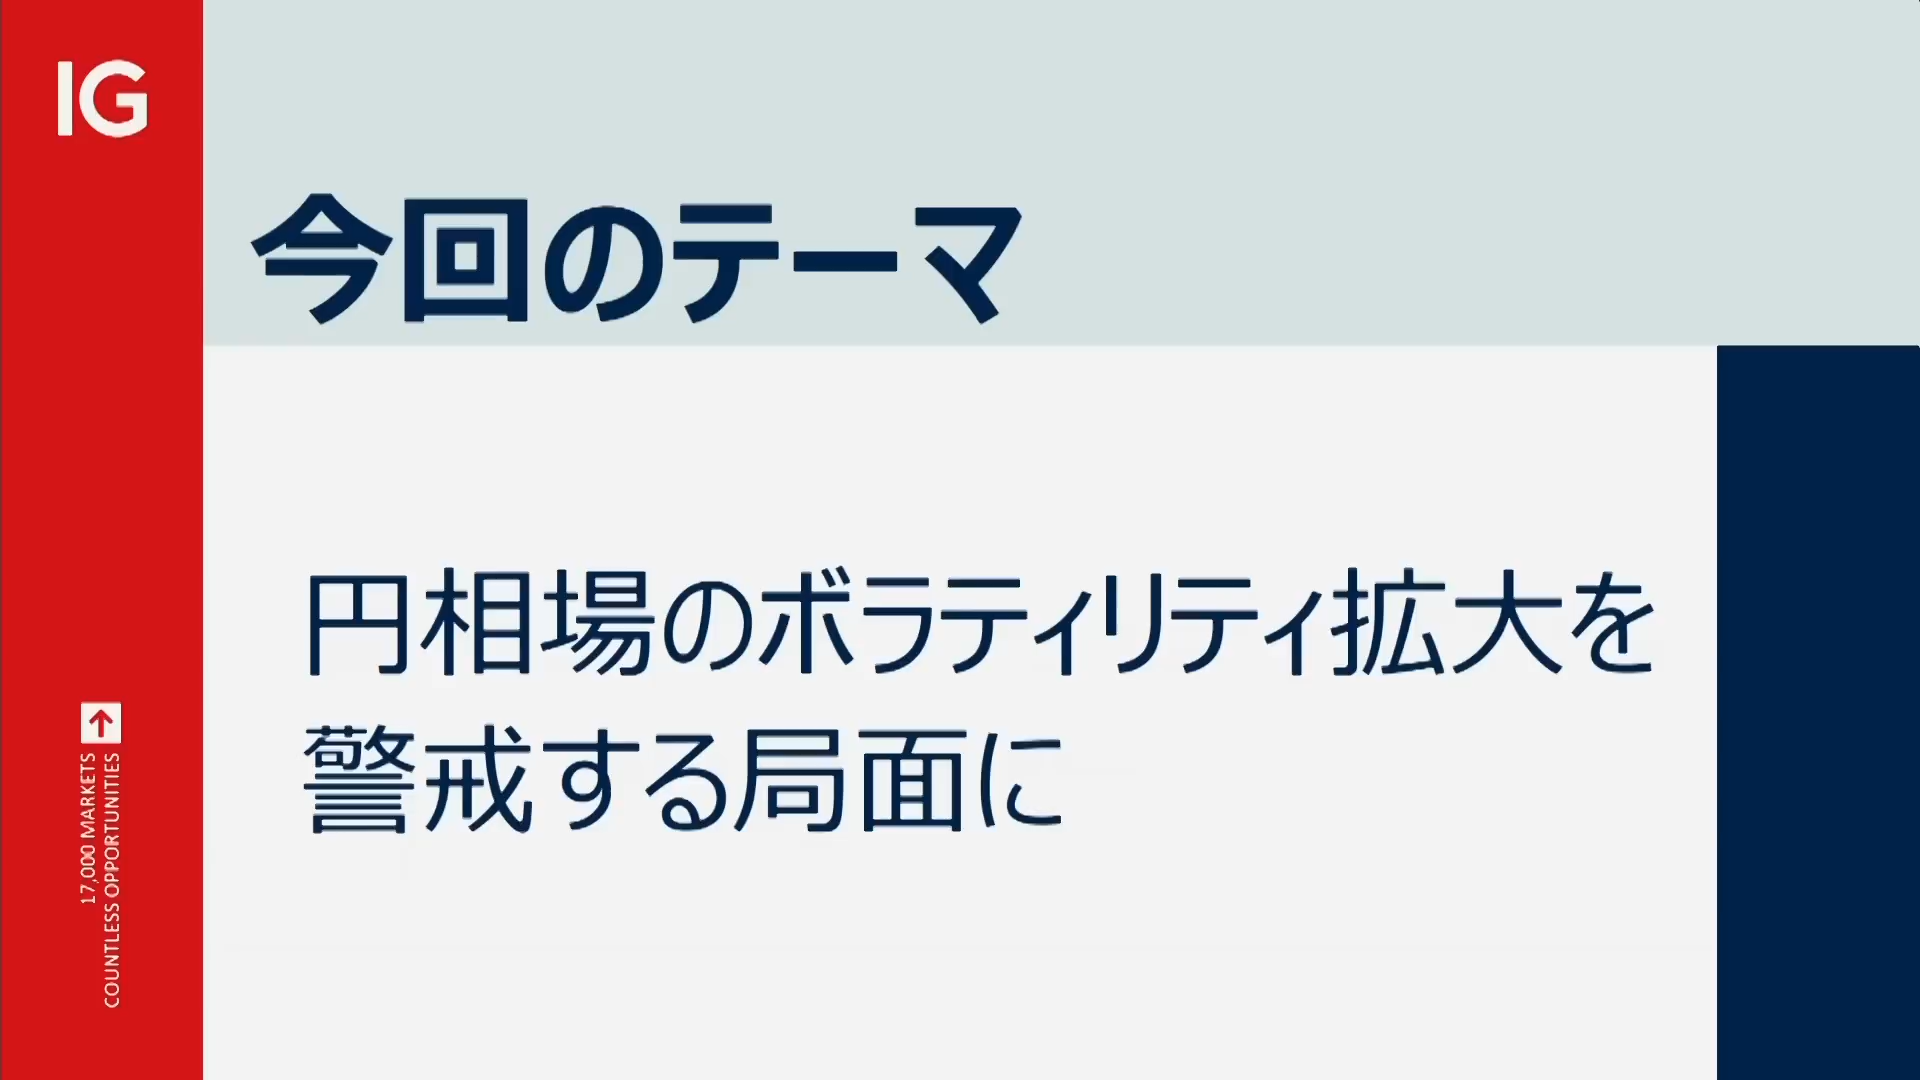 IG
今回のテーマ
円相場のボラティリティ拡大を
警戒する局面に
17,000 MARKETS
COUNTLESS OPPORTUNITIES